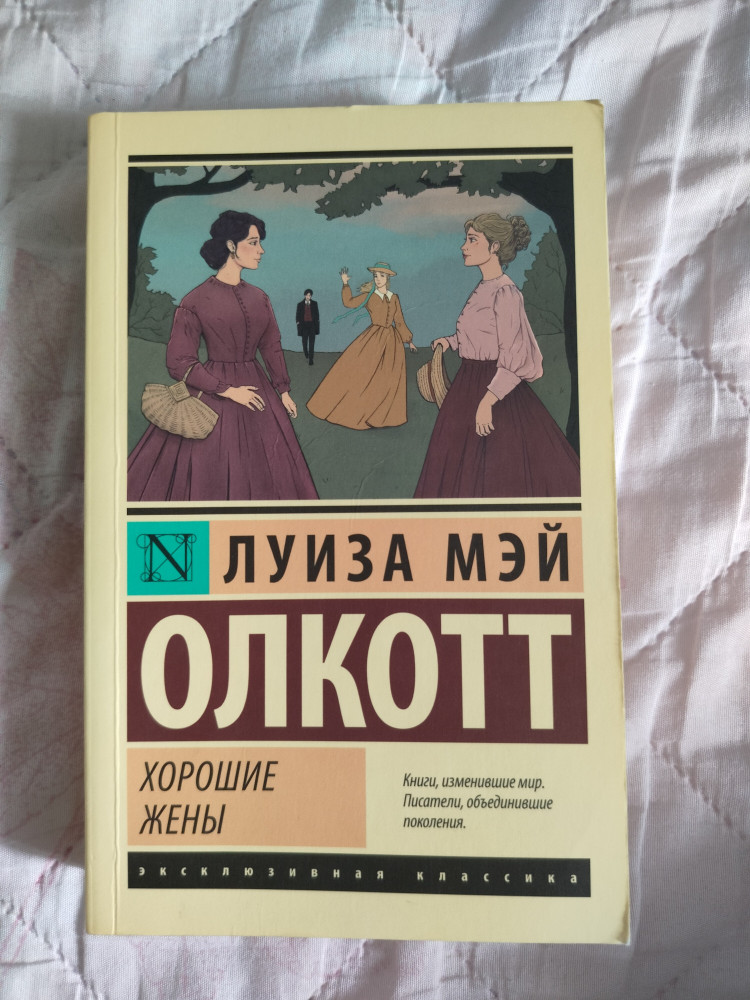 N
ЛУИЗА МЭЙ
ОЛКОТТ
ХОРОШИЕ
ЖЕНЫ
Книги, изменившие мир.
Писатели, объединившие
поколения.
эксклюзивная классика